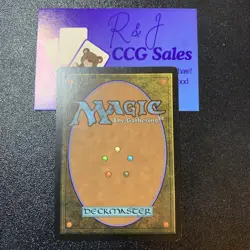 R & J
CCG Sales
MAGIC
The Gathering
DECKMASTER